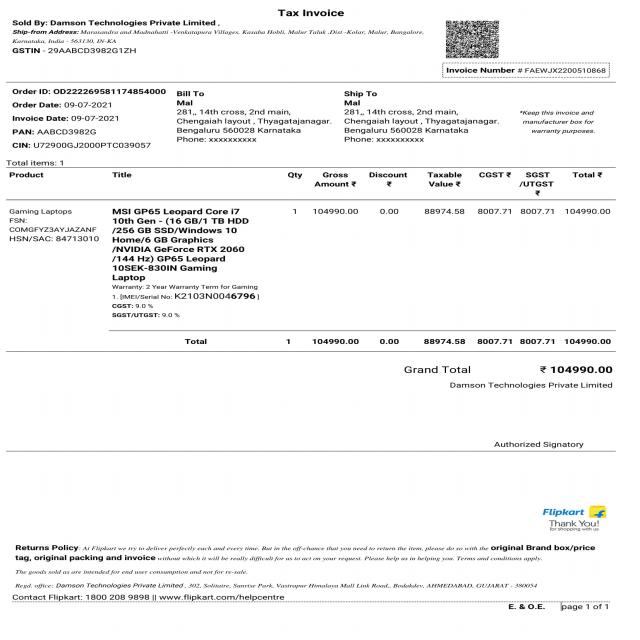 Tax Invoice
Sold By: Damson Technologies Private Limited ,
Ship-from Address: Marasandra and Madnahatti -Venkatapura Villages, Kasaba Hobli, Malur Taluk ,Dist -Kolar, Malur, Bangalore,
Karnataka, India - 563130, IN-KA
GSTIN - 29AABCD3982G1ZH
Invoice Number # FAEWJX2200510868
Order ID: OD222269581174854000
Order Date: 09-07-2021
Invoice Date: 09-07-2021
PAN: AABCD3982G
CIN: U72900GJ2000PTC039057
Bill To
Mal
281,, 14th cross, 2nd main,
Chengaiah layout , Thyagatajanagar.
Bengaluru 560028 Karnataka
Phone: xxxxxxxxxx
Ship To
Mal
281,, 14th cross, 2nd main,
Chengaiah layout , Thyagatajanagar.
Bengaluru 560028 Karnataka
Phone: xxxxxxxxxx
*Keep this invoice and
manufacturer box for
warranty purposes.
Total items: 1
Product Title Qty Gross Amount ₹ Discount ₹ Taxable Value ₹ CGST ₹ SGST /UTGST ₹ Total ₹
Gaming Laptops
FSN:
COMGFYZ3AYJAZANF
HSN/SAC: 84713010
MSI GP65 Leopard Core i7
10th Gen - (16 GB/1 TB HDD
/256 GB SSD/Windows 10
Home/6 GB Graphics
/NVIDIA GeForce RTX 2060
/144 Hz) GP65 Leopard
10SEK-830IN Gaming
Laptop
Warranty: 2 Year Warranty Term for Gaming
1. [IMEI/Serial No: K2103N0046796 ]
CGST: 9.0 %
SGST/UTGST: 9.0 %
1 104990.00 0.00 88974.58 8007.71 8007.71 104990.00
Total 1 104990.00 0.00 88974.58 8007.71 8007.71 104990.00
Grand Total ₹ 104990.00
Damson Technologies Private Limited
Authorized Signatory
Flipkart
Thank You!
for shopping with us
Returns Policy: At Flipkart we try to deliver perfectly each and every time. But in the off-chance that you need to return the item, please do so with the original Brand box/price
tag, original packing and invoice without which it will be really difficult for us to act on your request. Please help us in helping you. Terms and conditions apply.
The goods sold as are intended for end user consumption and not for re-sale.
Regd. office: Damson Technologies Private Limited , 302, Solitaire, Sunrise Park, Vastrapur Himalaya Mall Link Road,, Bodakdev, AHMEDABAD, GUJARAT - 380054
Contact Flipkart: 1800 208 9898 || www.flipkart.com/helpcentre
E. & O.E. page 1 of 1